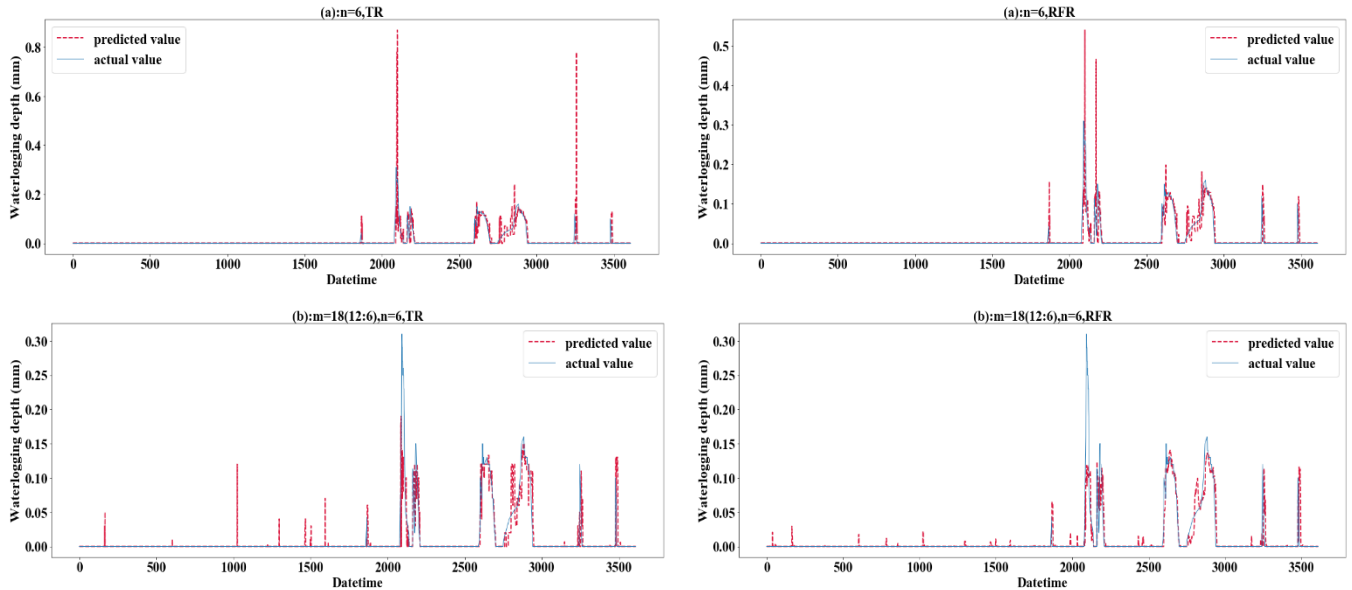 (a):n=6,TR
predicted value
actual value
Waterlogging depth (mm)
0.8
0.6
0.4
0.2
0.0
0 500 1000 1500 2000 2500 3000 3500
Datetime
(a):n=6,RFR
predicted value
actual value
Waterlogging depth (mm)
0.5
0.4
0.3
0.2
0.1
0.0
0 500 1000 1500 2000 2500 3000 3500
Datetime
(b):m=18(12:6),n=6,TR
predicted value
actual value
Waterlogging depth (mm)
0.30
0.25
0.20
0.15
0.10
0.05
0.00
0 500 1000 1500 2000 2500 3000 3500
Datetime
(b):m=18(12:6),n=6,RFR
predicted value
actual value
Waterlogging depth (mm)
0.30
0.25
0.20
0.15
0.10
0.05
0.00
0 500 1000 1500 2000 2500 3000 3500
Datetime